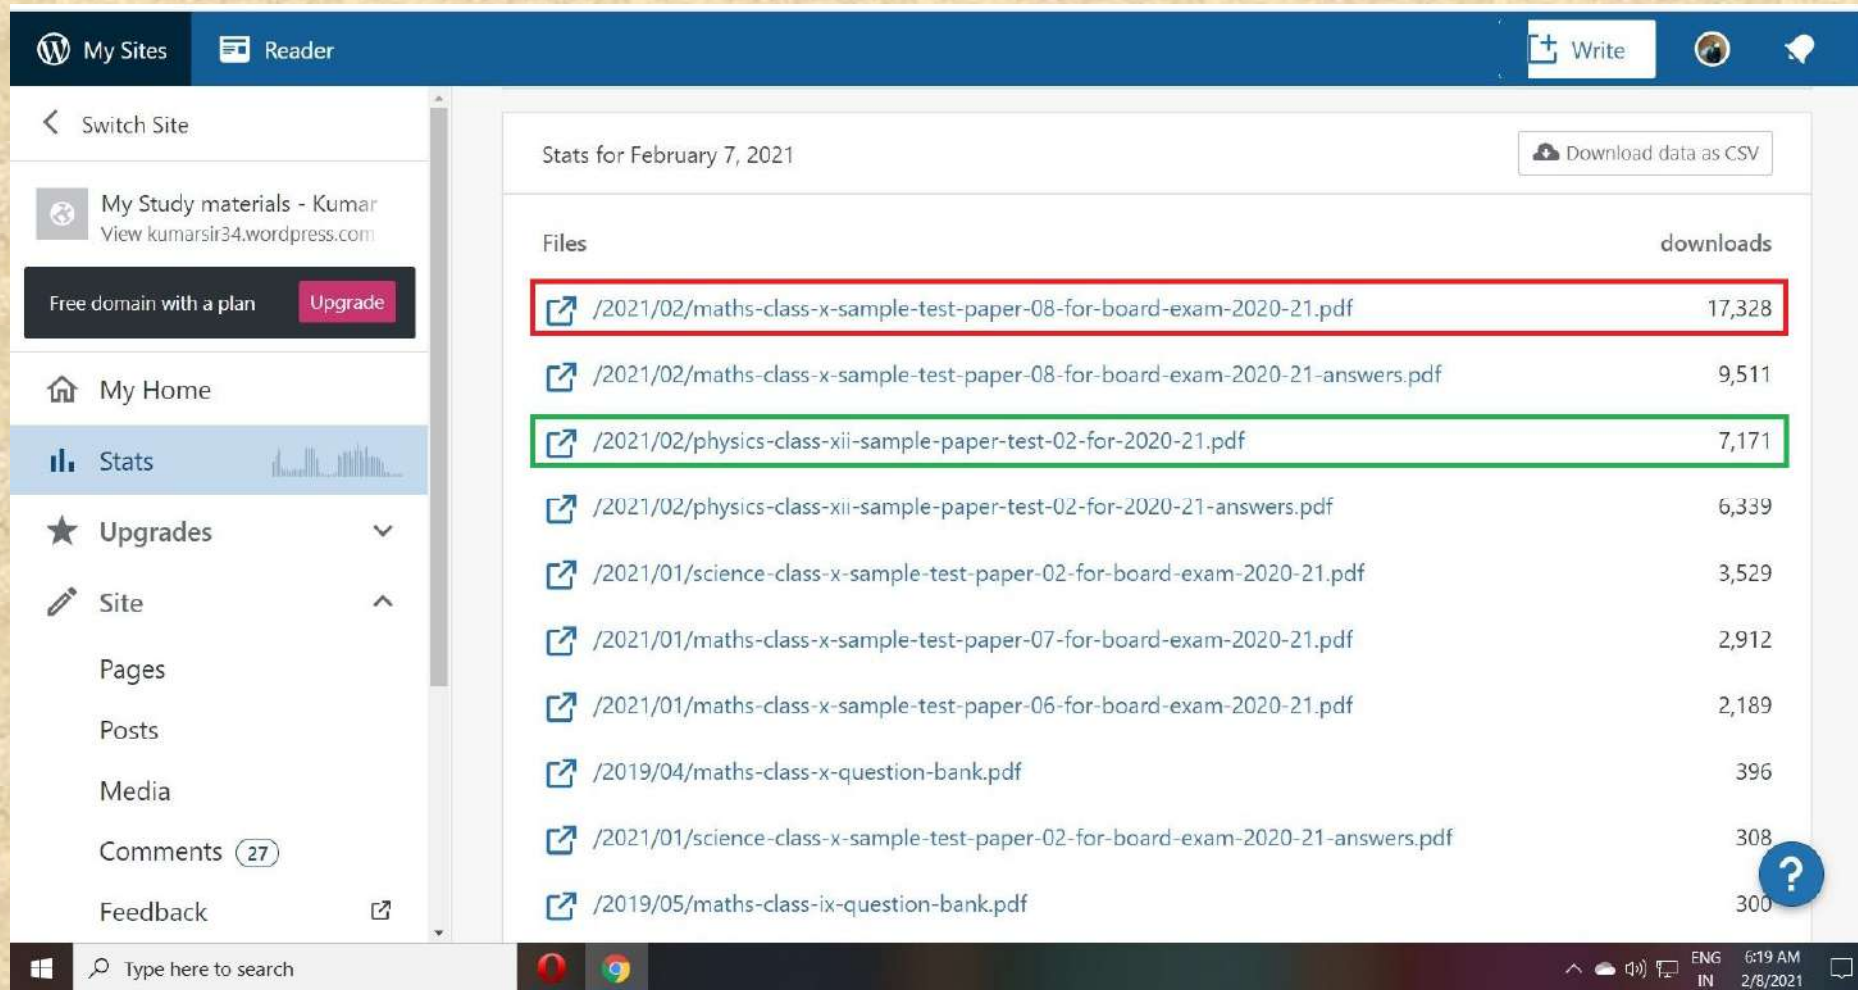 My Sites
Reader
Write
Switch Site
My Study materials - Kumar
View kumarsir34.wordpress.com
Free domain with a plan
Upgrade
My Home
Stats
Upgrades
Site
Pages
Posts
Media
Comments 27
Feedback
Stats for February 7, 2021
Download data as CSV
Files downloads
/2021/02/maths-class-x-sample-test-paper-08-for-board-exam-2020-21.pdf 17,328
/2021/02/maths-class-x-sample-test-paper-08-for-board-exam-2020-21-answers.pdf 9,511
/2021/02/physics-class-xii-sample-paper-test-02-for-2020-21.pdf 7,171
/2021/02/physics-class-xii-sample-paper-test-02-for-2020-21-answers.pdf 6,339
/2021/01/science-class-x-sample-test-paper-02-for-board-exam-2020-21.pdf 3,529
/2021/01/maths-class-x-sample-test-paper-07-for-board-exam-2020-21.pdf 2,912
/2021/01/maths-class-x-sample-test-paper-06-for-board-exam-2020-21.pdf 2,189
/2019/04/maths-class-x-question-bank.pdf 396
/2021/01/science-class-x-sample-test-paper-02-for-board-exam-2020-21-answers.pdf 308
/2019/05/maths-class-ix-question-bank.pdf 300
?
Type here to search
ENG 6:19 AM
IN 2/8/2021